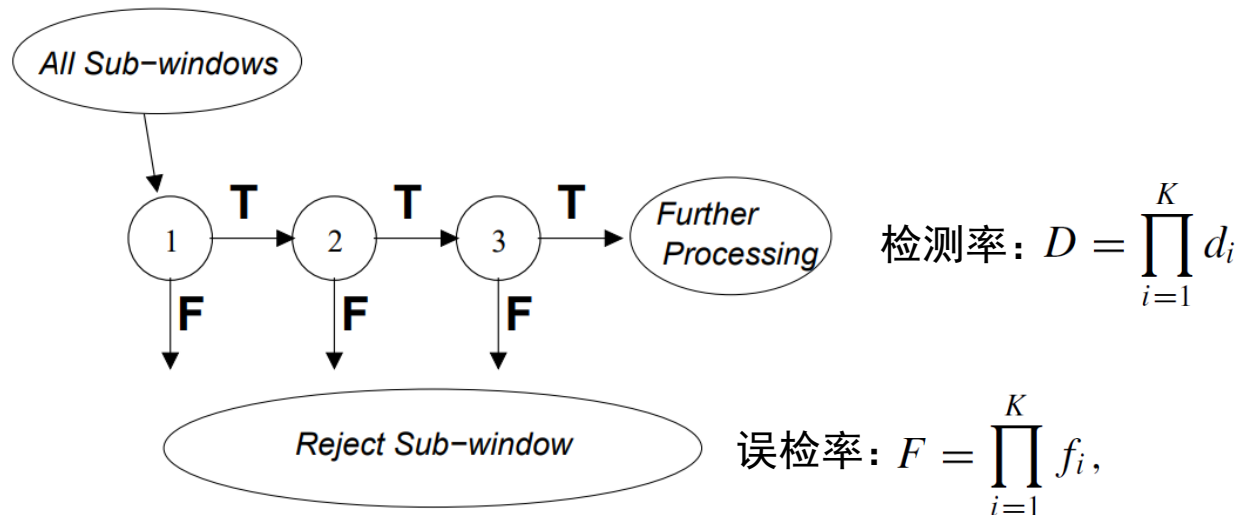 All Sub−windows
T T T
1 2 3
Further
Processing
F F F
Reject Sub−window
检测率: D = ∏_{i=1}^{K} d_i
误检率: F = ∏_{i=1}^{K} f_i,